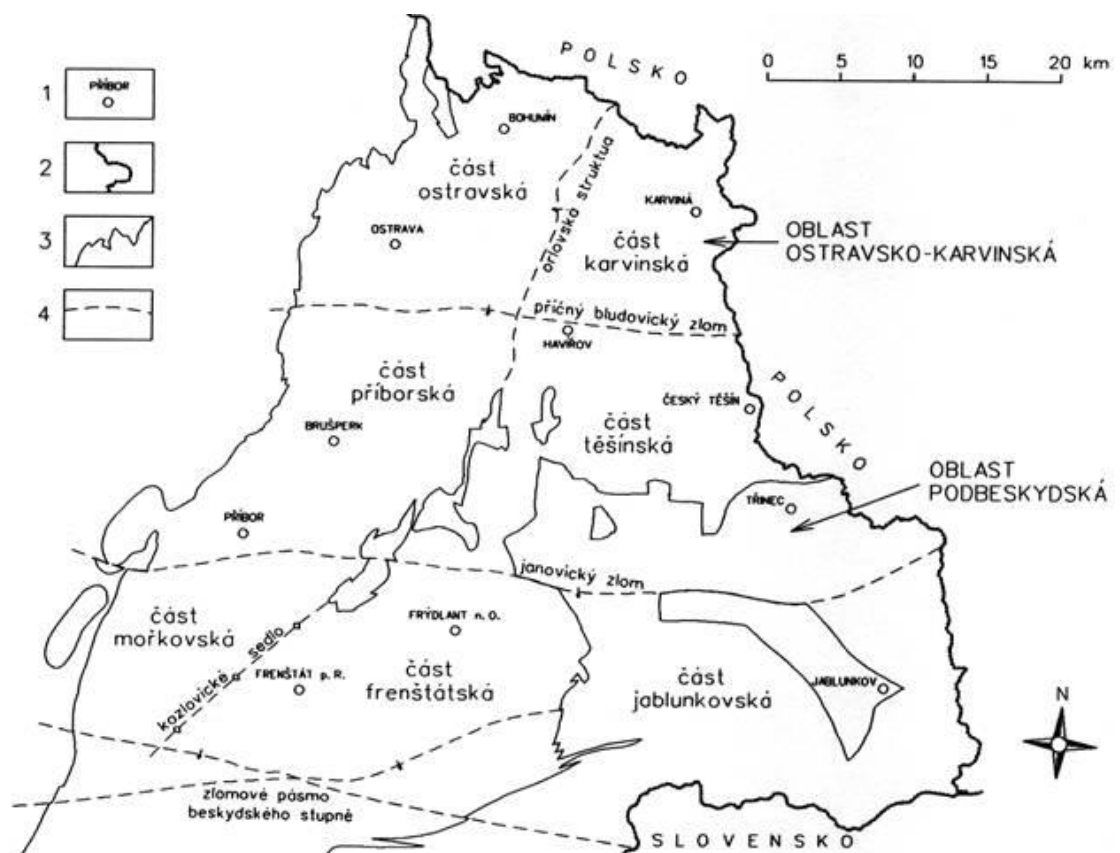 POLSKO
0 5 10 15 20 km
1 PŘÍBOR
2
3
4
BOHUMÍN
část
ostravská
orlovská struktua
KARVINÁ
OSTRAVA
část
karvinská
OBLAST
OSTRAVSKO-KARVINSKÁ
příčný bludovický zlom
HAVÍŘOV
část
příborská
ČESKÝ TĚŠÍN
POLSKO
BRUŠPERK
část
těšínská
OBLAST
PODBESKYDSKÁ
TŘINEC
PŘÍBOR
janovický zlom
část
mořkovská
kozlovické sedlo
FRÝDLANT n. O.
FRENŠTÁT p. R.
část
frenštátská
část
jablunkovská
JABLUNKOV
N
zlomové pásmo
beskydského stupně
SLOVENSKO